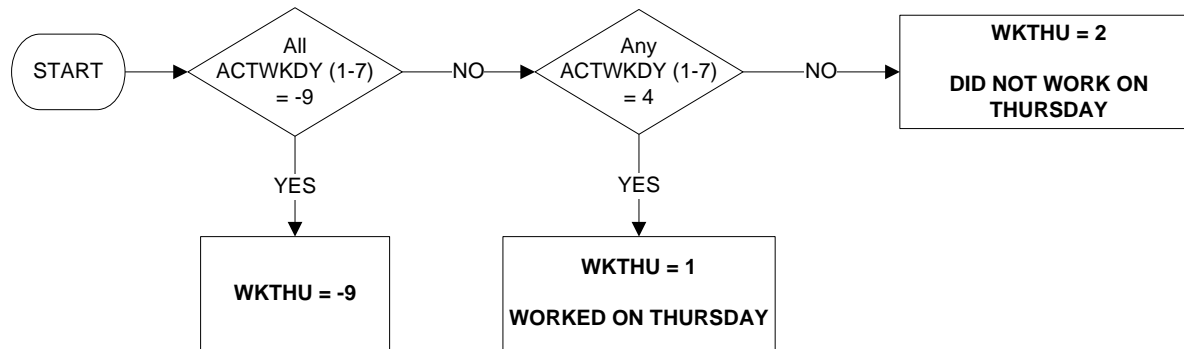 START
All
ACTWKDY (1-7)
= -9
NO
Any
ACTWKDY (1-7)
= 4
NO
WKTHU = 2
DID NOT WORK ON
THURSDAY
YES
YES
WKTHU = -9
WKTHU = 1
WORKED ON THURSDAY